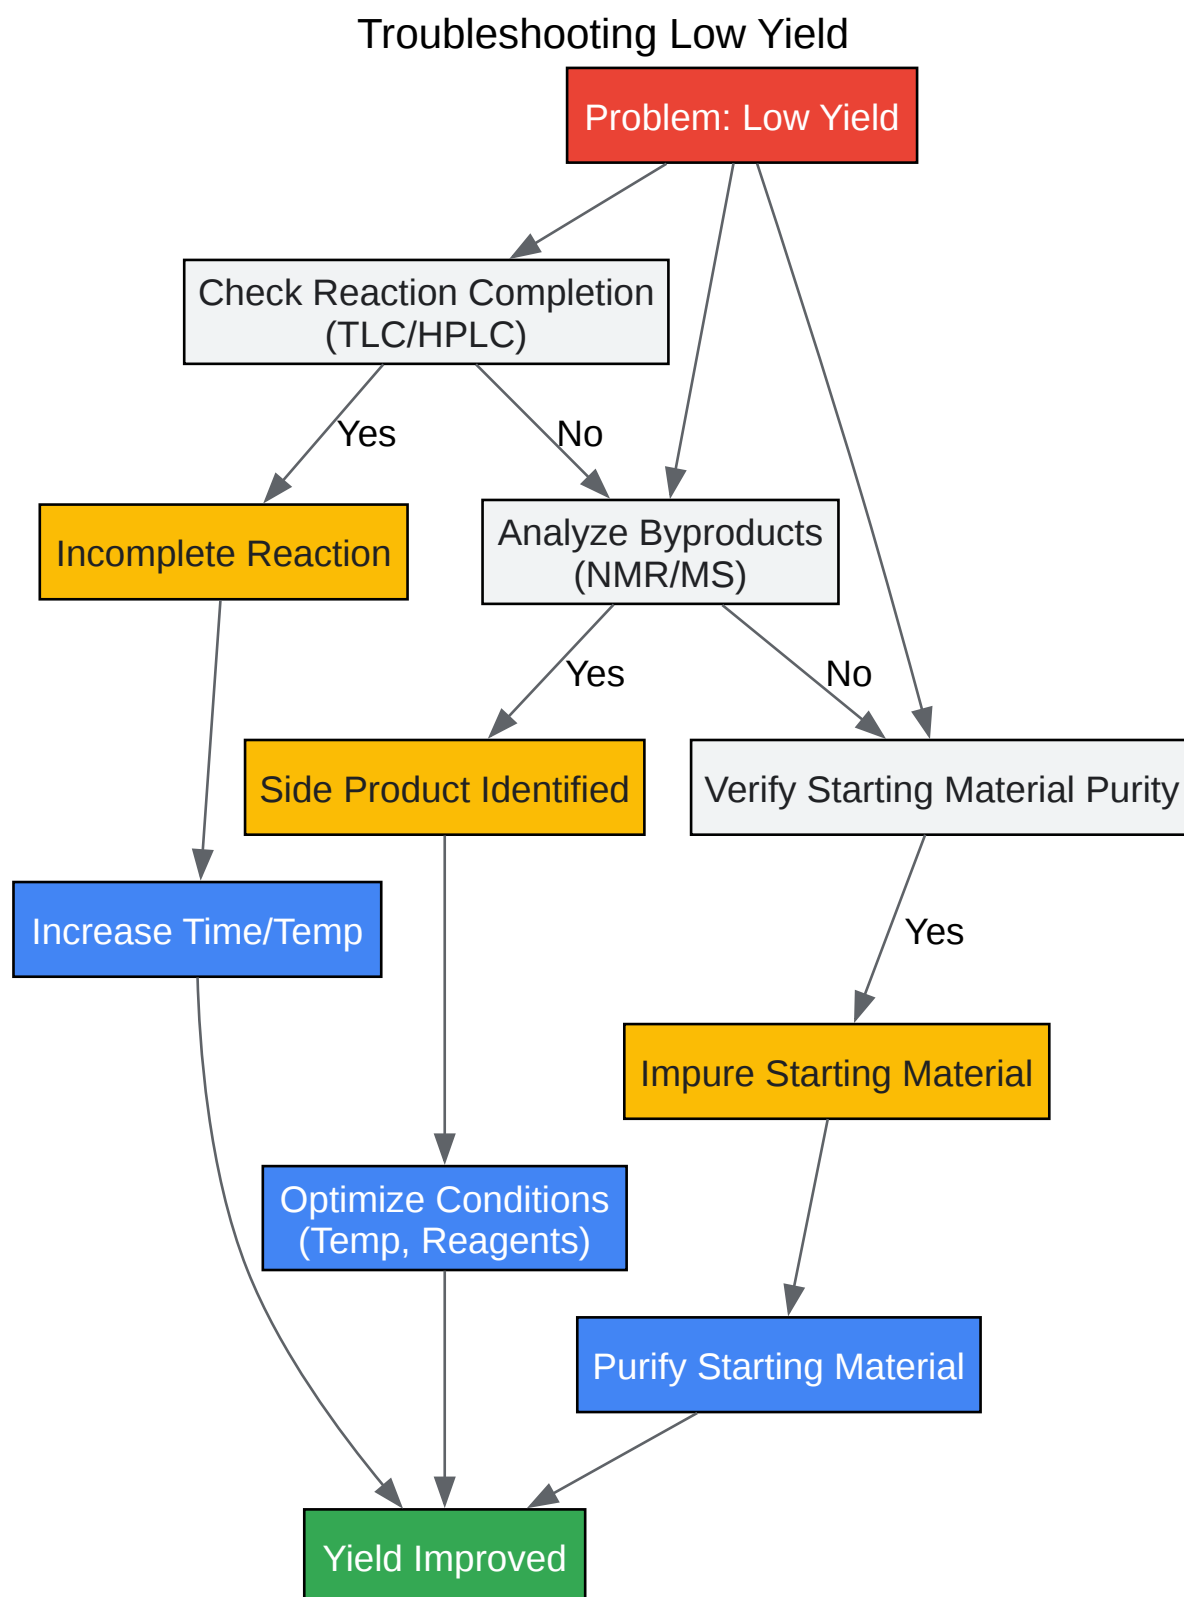 Troubleshooting Low Yield
Problem: Low Yield
Check Reaction Completion
(TLC/HPLC)
Yes
No
Incomplete Reaction
Analyze Byproducts
(NMR/MS)
Yes
No
Side Product Identified
Verify Starting Material Purity
Increase Time/Temp
Yes
Impure Starting Material
Optimize Conditions
(Temp, Reagents)
Purify Starting Material
Yield Improved